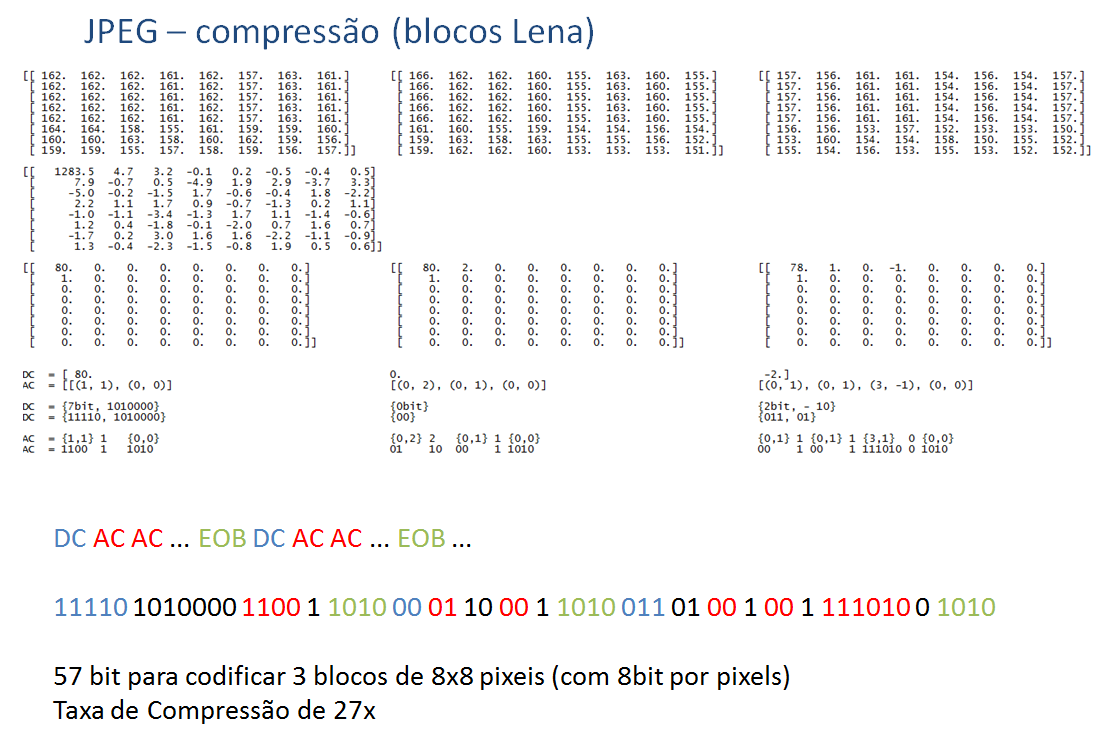 JPEG – compressão (blocos Lena)
[[ 162. 162. 162. 161. 162. 157. 163. 161.] [[ 166. 162. 162. 160. 155. 163. 160. 155.] [[ 157. 156. 161. 161. 154. 156. 154. 157.]
[ 162. 162. 162. 161. 162. 157. 163. 161.] [ 166. 162. 162. 160. 155. 163. 160. 155.] [ 157. 156. 161. 161. 154. 156. 154. 157.]
[ 162. 162. 162. 161. 162. 157. 163. 161.] [ 166. 162. 162. 160. 155. 163. 160. 155.] [ 157. 156. 161. 161. 154. 156. 154. 157.]
[ 162. 162. 162. 161. 162. 157. 163. 161.] [ 166. 162. 162. 160. 155. 163. 160. 155.] [ 157. 156. 161. 161. 154. 156. 154. 157.]
[ 162. 162. 162. 161. 162. 157. 163. 161.] [ 166. 162. 162. 160. 155. 163. 160. 155.] [ 157. 156. 161. 161. 154. 156. 154. 157.]
[ 164. 164. 158. 155. 161. 159. 159. 160.] [ 161. 160. 155. 159. 154. 154. 156. 154.] [ 156. 156. 153. 157. 152. 153. 153. 150.]
[ 160. 160. 163. 158. 160. 162. 159. 156.] [ 159. 163. 158. 160. 155. 155. 156. 152.] [ 153. 160. 154. 156. 154. 158. 150. 155.]
[ 159. 159. 155. 157. 158. 159. 156. 157.]] [ 159. 162. 162. 160. 153. 153. 153. 151.]] [ 155. 154. 156. 153. 155. 153. 152. 152.]]
[[ 1283.5 4.7 3.2 -0.1 0.2 -0.5 -0.4 0.5]
[ 7.9 -0.7 0.5 -4.9 1.9 2.9 -3.7 3.3]
[ -5.0 -0.2 -1.5 1.7 -0.6 -0.4 1.8 -2.2]
[ 2.2 1.1 1.7 0.9 -0.7 -1.3 0.2 1.1]
[ -1.0 -1.1 -3.4 -1.3 1.7 1.1 -1.4 -0.6]
[ 1.2 0.4 -1.8 -0.1 -2.0 0.7 1.6 0.7]
[ -1.7 0.2 3.0 1.6 1.6 -2.2 -1.1 -0.9]
[ 1.3 -0.4 -2.3 -1.5 -0.8 1.9 0.5 0.6]]
[[ 80. 0. 0. 0. 0. 0. 0. 0.] [[ 80. 2. 0. 0. 0. 0. 0. 0.] [[ 78. 1. 0. -1. 0. 0. 0. 0.]
[ 1. 0. 0. 0. 0. 0. 0. 0.] [ 1. 0. 0. 0. 0. 0. 0. 0.] [ 1. 0. 0. 0. 0. 0. 0. 0.]
[ 0. 0. 0. 0. 0. 0. 0. 0.] [ 0. 0. 0. 0. 0. 0. 0. 0.] [ 0. 0. 0. 0. 0. 0. 0. 0.]
[ 0. 0. 0. 0. 0. 0. 0. 0.] [ 0. 0. 0. 0. 0. 0. 0. 0.] [ 0. 0. 0. 0. 0. 0. 0. 0.]
[ 0. 0. 0. 0. 0. 0. 0. 0.] [ 0. 0. 0. 0. 0. 0. 0. 0.] [ 0. 0. 0. 0. 0. 0. 0. 0.]
[ 0. 0. 0. 0. 0. 0. 0. 0.] [ 0. 0. 0. 0. 0. 0. 0. 0.] [ 0. 0. 0. 0. 0. 0. 0. 0.]
[ 0. 0. 0. 0. 0. 0. 0. 0.] [ 0. 0. 0. 0. 0. 0. 0. 0.] [ 0. 0. 0. 0. 0. 0. 0. 0.]
[ 0. 0. 0. 0. 0. 0. 0. 0.]] [ 0. 0. 0. 0. 0. 0. 0. 0.]] [ 0. 0. 0. 0. 0. 0. 0. 0.]]
DC = [ 80. 0. -2.]
AC = [[(1, 1), (0, 0)] [(0, 2), (0, 1), (0, 0)] [(0, 1), (0, 1), (3, -1), (0, 0)]
DC = {7bit, 1010000} {0bit} {2bit, - 10}
DC = {11110, 1010000} {00} {011, 01}
AC = {1,1} 1 {0,0} {0,2} 2 {0,1} 1 {0,0} {0,1} 1 {0,1} 1 {3,1} 0 {0,0}
AC = 1100 1 1010 01 10 00 1 1010 00 1 00 1 111010 0 1010
DC AC AC ... EOB DC AC AC ... EOB ...
11110 1010000 1100 1 1010 00 01 10 00 1 1010 011 01 00 1 00 1 111010 0 1010
57 bit para codificar 3 blocos de 8x8 pixeis (com 8bit por pixels)
Taxa de Compressão de 27x